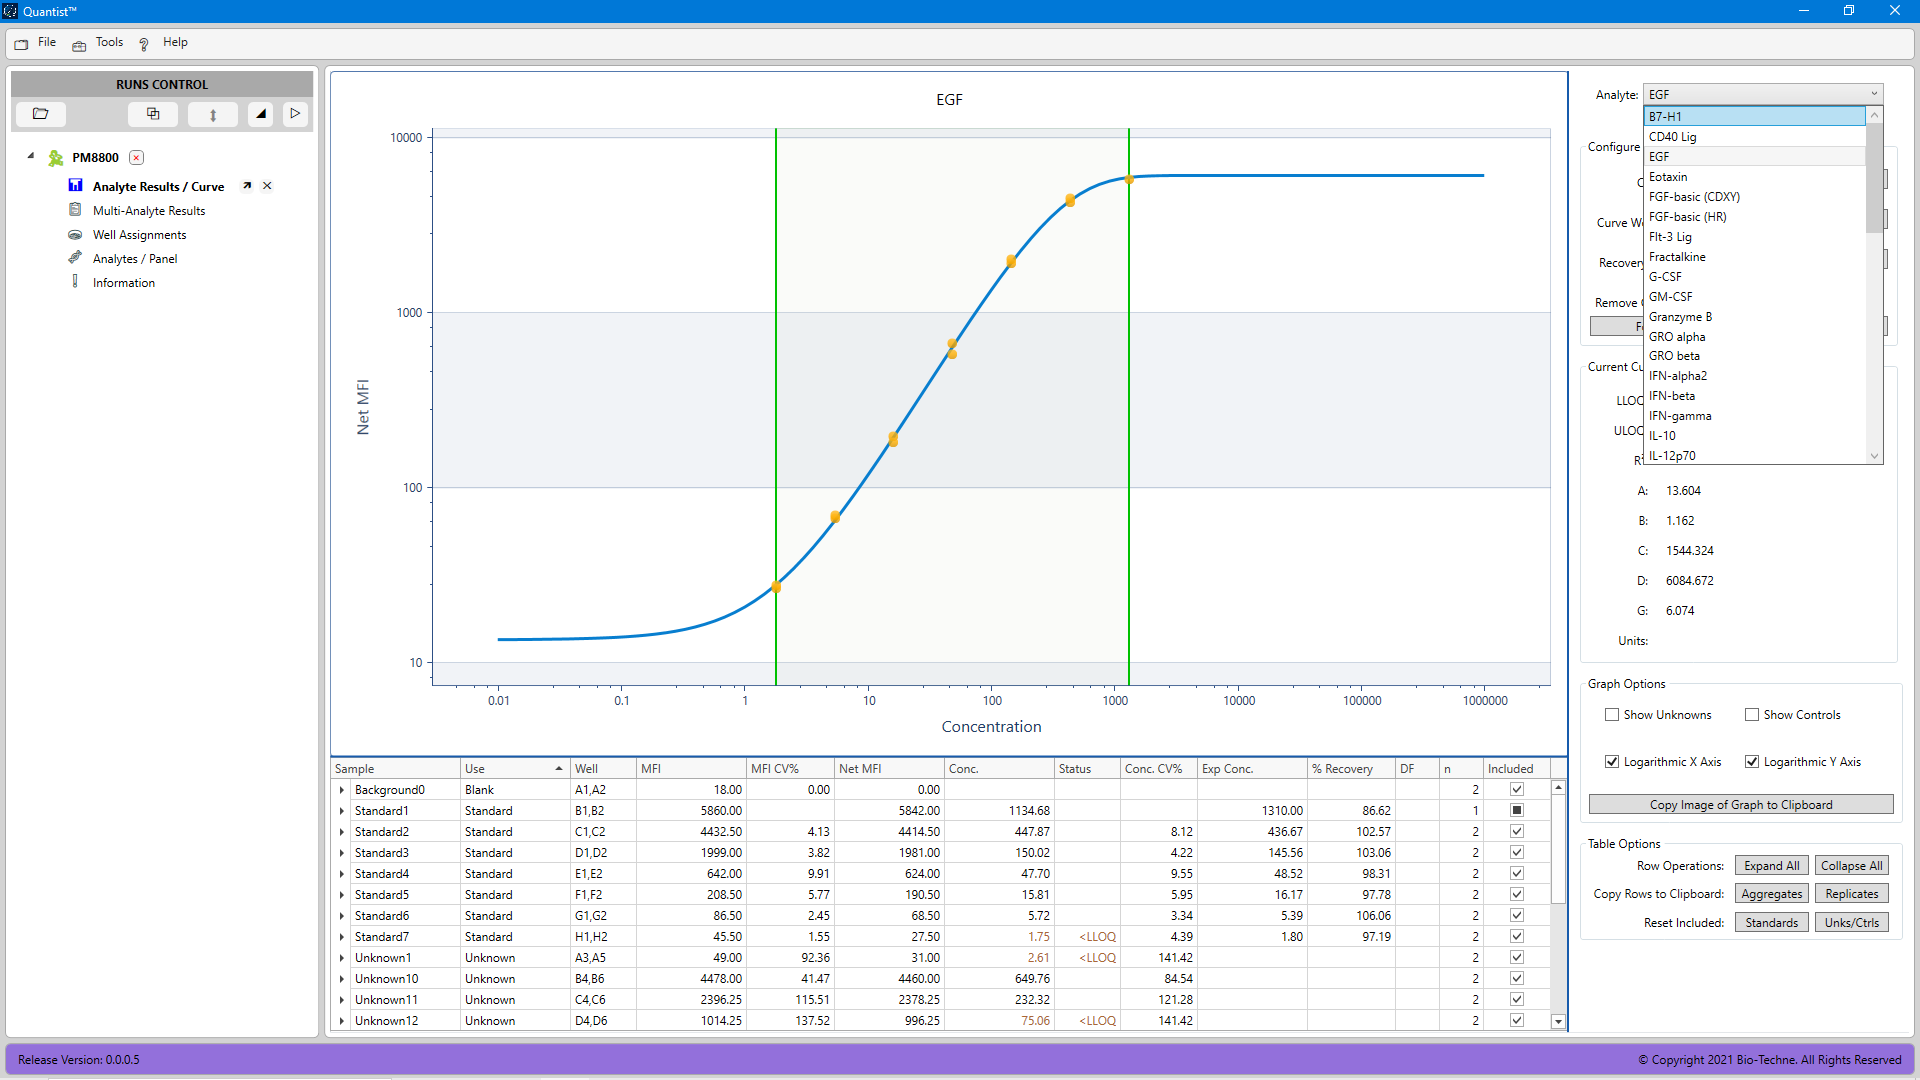 Quantist™
File Tools Help
RUNS CONTROL
PM8800
Analyte Results / Curve
Multi-Analyte Results
Well Assignments
Analytes / Panel
Information
EGF
Net MFI
10000
1000
100
10
0.01 0.1 1 10 100 1000 10000 100000 1000000
Concentration
Sample Use Well MFI MFI CV% Net MFI Conc. Status Conc. CV% Exp Conc. % Recovery DF n Included
Background0 Blank A1,A2 18.00 0.00 0.00 2
Standard1 Standard B1,B2 5860.00 5842.00 1134.68 1310.00 86.62 1
Standard2 Standard C1,C2 4432.50 4.13 4414.50 447.87 8.12 436.67 102.57 2
Standard3 Standard D1,D2 1999.00 3.82 1981.00 150.02 4.22 145.56 103.06 2
Standard4 Standard E1,E2 642.00 9.91 624.00 47.70 9.55 48.52 98.31 2
Standard5 Standard F1,F2 208.50 5.77 190.50 15.81 5.95 16.17 97.78 2
Standard6 Standard G1,G2 86.50 2.45 68.50 5.72 3.34 5.39 106.06 2
Standard7 Standard H1,H2 45.50 1.55 27.50 1.75 <LLOQ 4.39 1.80 97.19 2
Unknown1 Unknown A3,A5 49.00 92.36 31.00 2.61 <LLOQ 141.42 2
Unknown10 Unknown B4,B6 4478.00 41.47 4460.00 649.76 84.54 2
Unknown11 Unknown C4,C6 2396.25 115.51 2378.25 232.32 121.28 2
Unknown12 Unknown D4,D6 1014.25 137.52 996.25 75.06 <LLOQ 141.42 2
Analyte: EGF
B7-H1
CD40 Lig
EGF
Eotaxin
FGF-basic (CDXY)
FGF-basic (HR)
Flt-3 Lig
Fractalkine
G-CSF
GM-CSF
Granzyme B
GRO alpha
GRO beta
IFN-alpha2
IFN-beta
IFN-gamma
IL-10
IL-12p70
Configure
Curve W
Recovery
Remove
Current Cu
LLOQ
ULOQ
A: 13.604
B: 1.162
C: 1544.324
D: 6084.672
G: 6.074
Units:
Graph Options
Show Unknowns Show Controls
Logarithmic X Axis Logarithmic Y Axis
Copy Image of Graph to Clipboard
Table Options
Row Operations: Expand All Collapse All
Copy Rows to Clipboard: Aggregates Replicates
Reset Included: Standards Unks/Ctrls
Release Version: 0.0.0.5
© Copyright 2021 Bio-Techne. All Rights Reserved